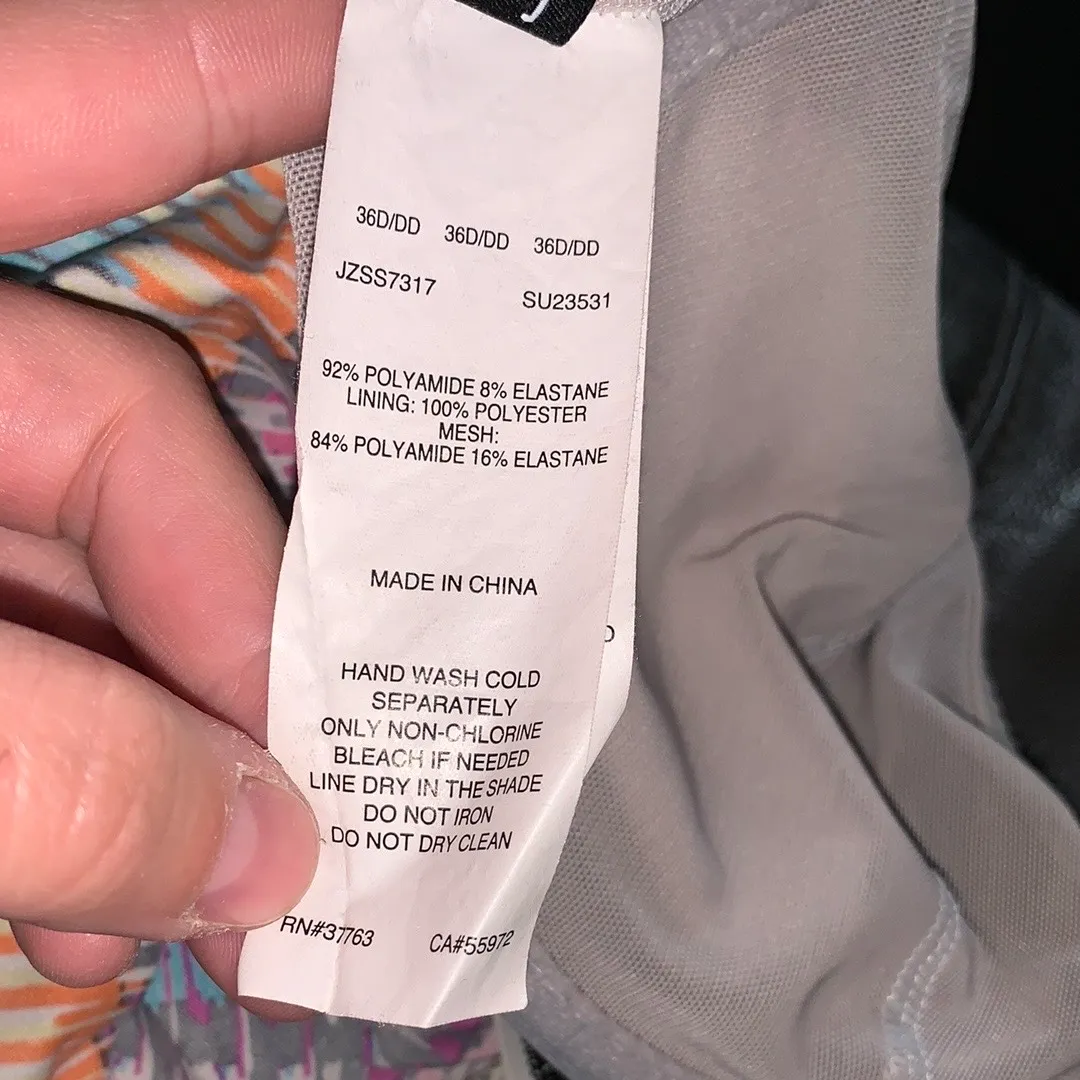 36D/DD 36D/DD 36D/DD
JZSS7317 SU23531
92% POLYAMIDE 8% ELASTANE
LINING: 100% POLYESTER
MESH:
84% POLYAMIDE 16% ELASTANE
MADE IN CHINA
HAND WASH COLD
SEPARATELY
ONLY NON-CHLORINE
BLEACH IF NEEDED
LINE DRY IN THE SHADE
DO NOT IRON
DO NOT DRY CLEAN
RN#37763 CA#55972